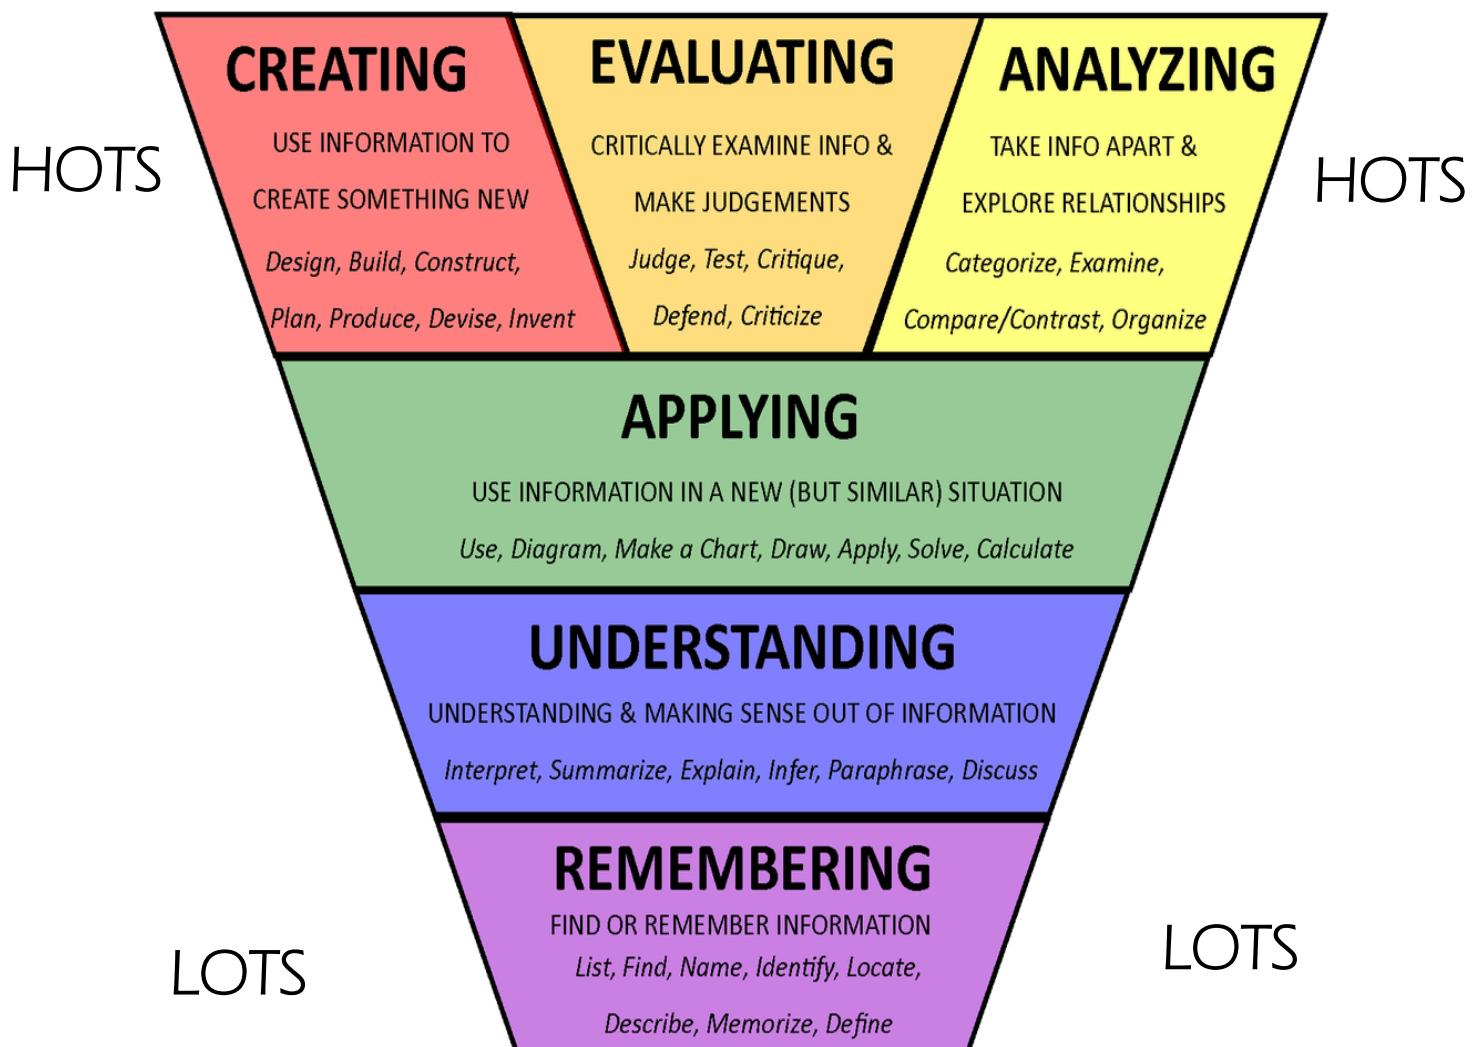 HOTS
CREATING
USE INFORMATION TO
CREATE SOMETHING NEW
Design, Build, Construct,
Plan, Produce, Devise, Invent
EVALUATING
CRITICALLY EXAMINE INFO &
MAKE JUDGEMENTS
Judge, Test, Critique,
Defend, Criticize
ANALYZING
TAKE INFO APART &
EXPLORE RELATIONSHIPS
Categorize, Examine,
Compare/Contrast, Organize
HOTS
APPLYING
USE INFORMATION IN A NEW (BUT SIMILAR) SITUATION
Use, Diagram, Make a Chart, Draw, Apply, Solve, Calculate
UNDERSTANDING
UNDERSTANDING & MAKING SENSE OUT OF INFORMATION
Interpret, Summarize, Explain, Infer, Paraphrase, Discuss
LOTS
REMEMBERING
FIND OR REMEMBER INFORMATION
List, Find, Name, Identify, Locate,
Describe, Memorize, Define
LOTS